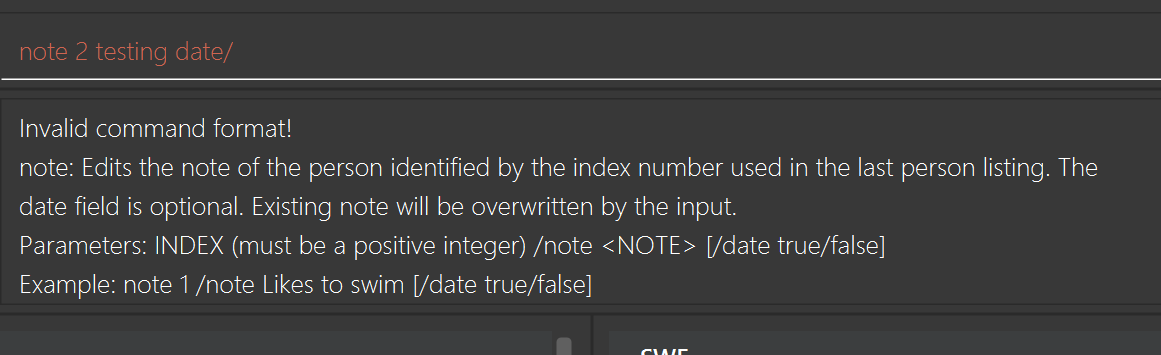 note 2 testing date/
Invalid command format!
note: Edits the note of the person identified by the index number used in the last person listing. The
date field is optional. Existing note will be overwritten by the input.
Parameters: INDEX (must be a positive integer) /note <NOTE> [/date true/false]
Example: note 1 /note Likes to swim [/date true/false]